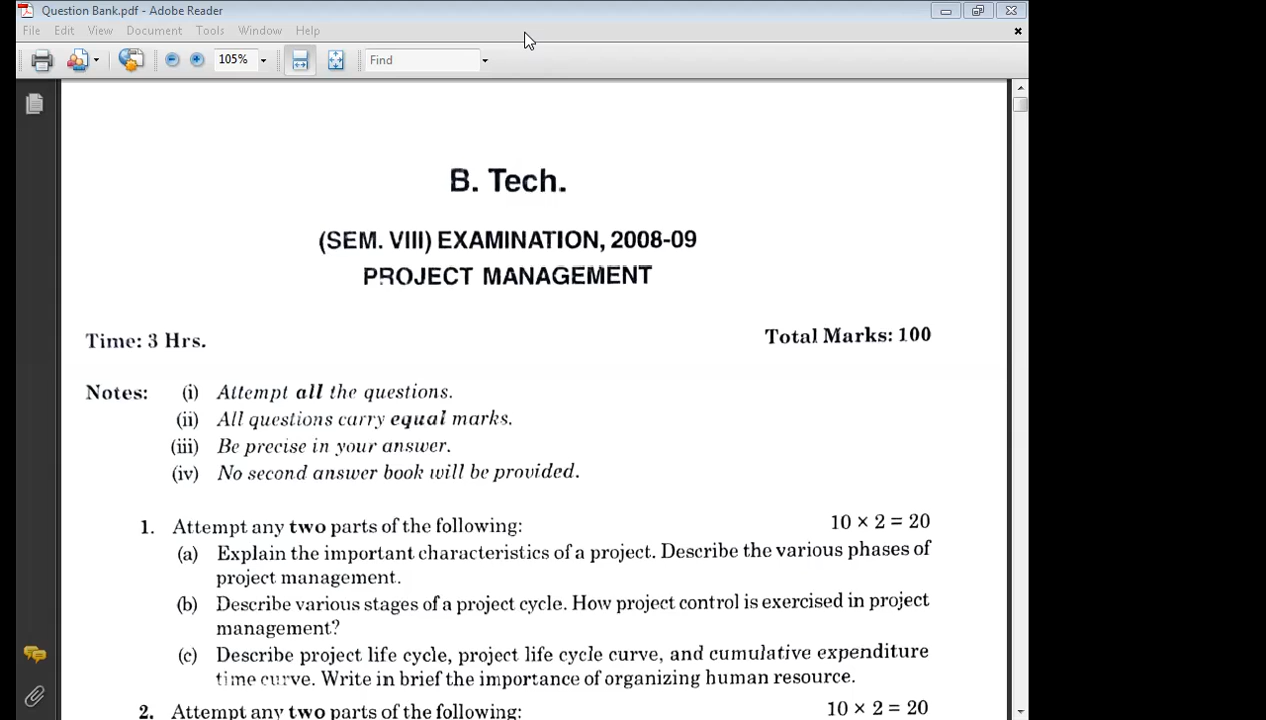 Question Bank.pdf - Adobe Reader
File Edit View Document Tools Window Help
105% Find
B. Tech.
(SEM. VIII) EXAMINATION, 2008-09
PROJECT MANAGEMENT
Time: 3 Hrs. Total Marks: 100
Notes: (i) Attempt all the questions.
(ii) All questions carry equal marks.
(iii) Be precise in your answer.
(iv) No second answer book will be provided.
1. Attempt any two parts of the following: 10 × 2 = 20
(a) Explain the important characteristics of a project. Describe the various phases of
project management.
(b) Describe various stages of a project cycle. How project control is exercised in project
management?
(c) Describe project life cycle, project life cycle curve, and cumulative expenditure
time curve. Write in brief the importance of organizing human resource.
2. Attempt any two parts of the following: 10 × 2 = 20